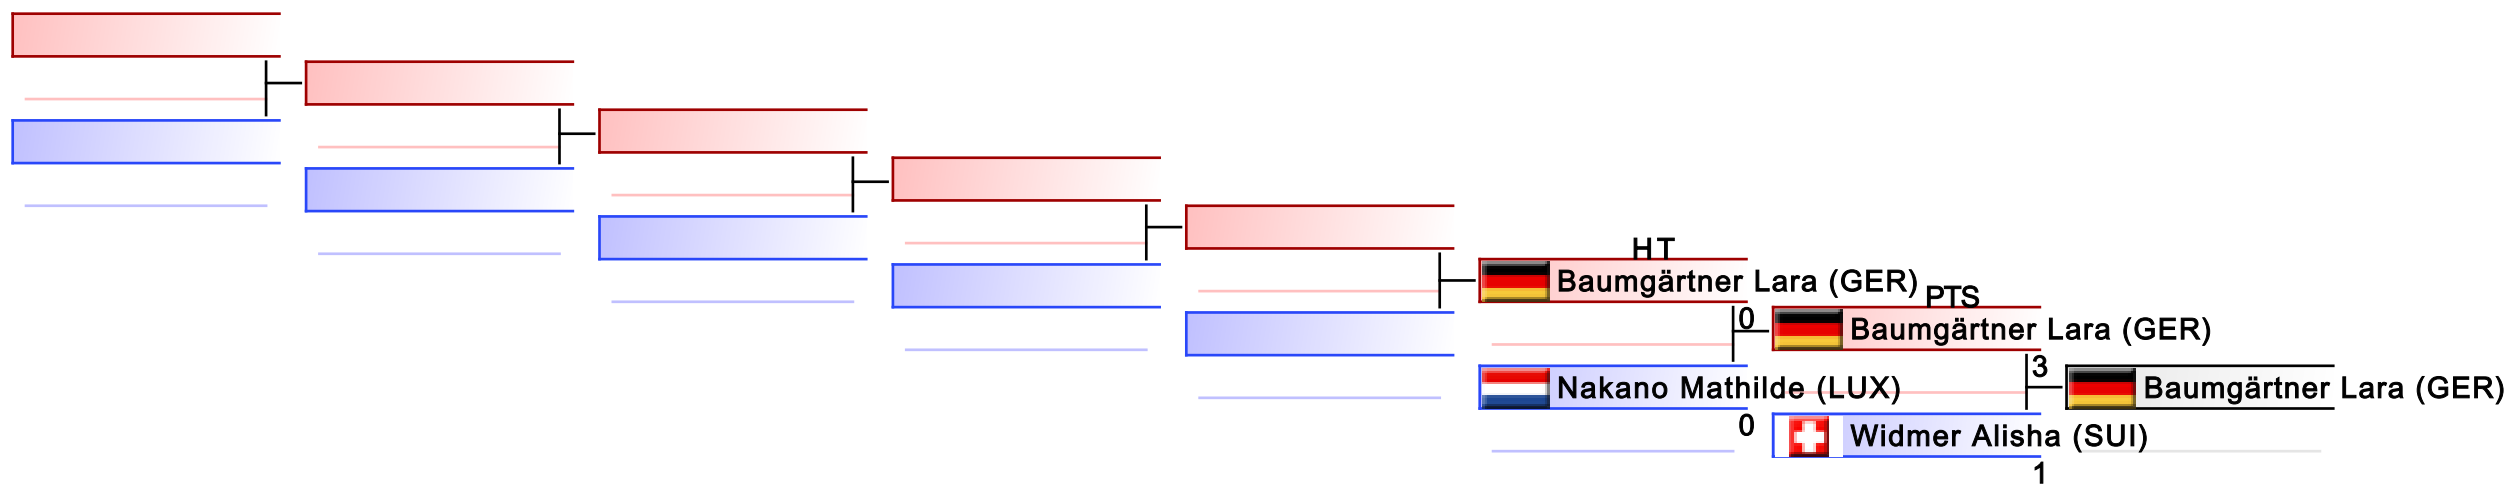 HT
Baumgärtner Lara (GER)
PTS
0
Baumgärtner Lara (GER)
3
Nakano Mathilde (LUX)
Baumgärtner Lara (GER)
0
Widmer Alisha (SUI)
1